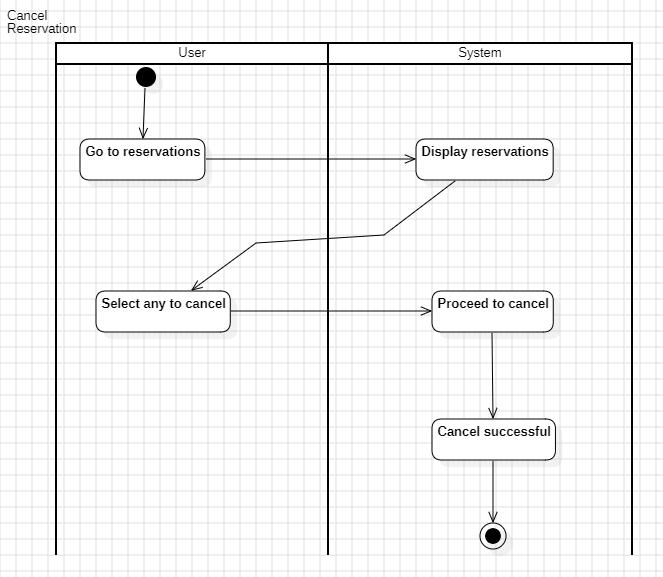 Cancel
Reservation
User
System
Go to reservations
Display reservations
Select any to cancel
Proceed to cancel
Cancel successful